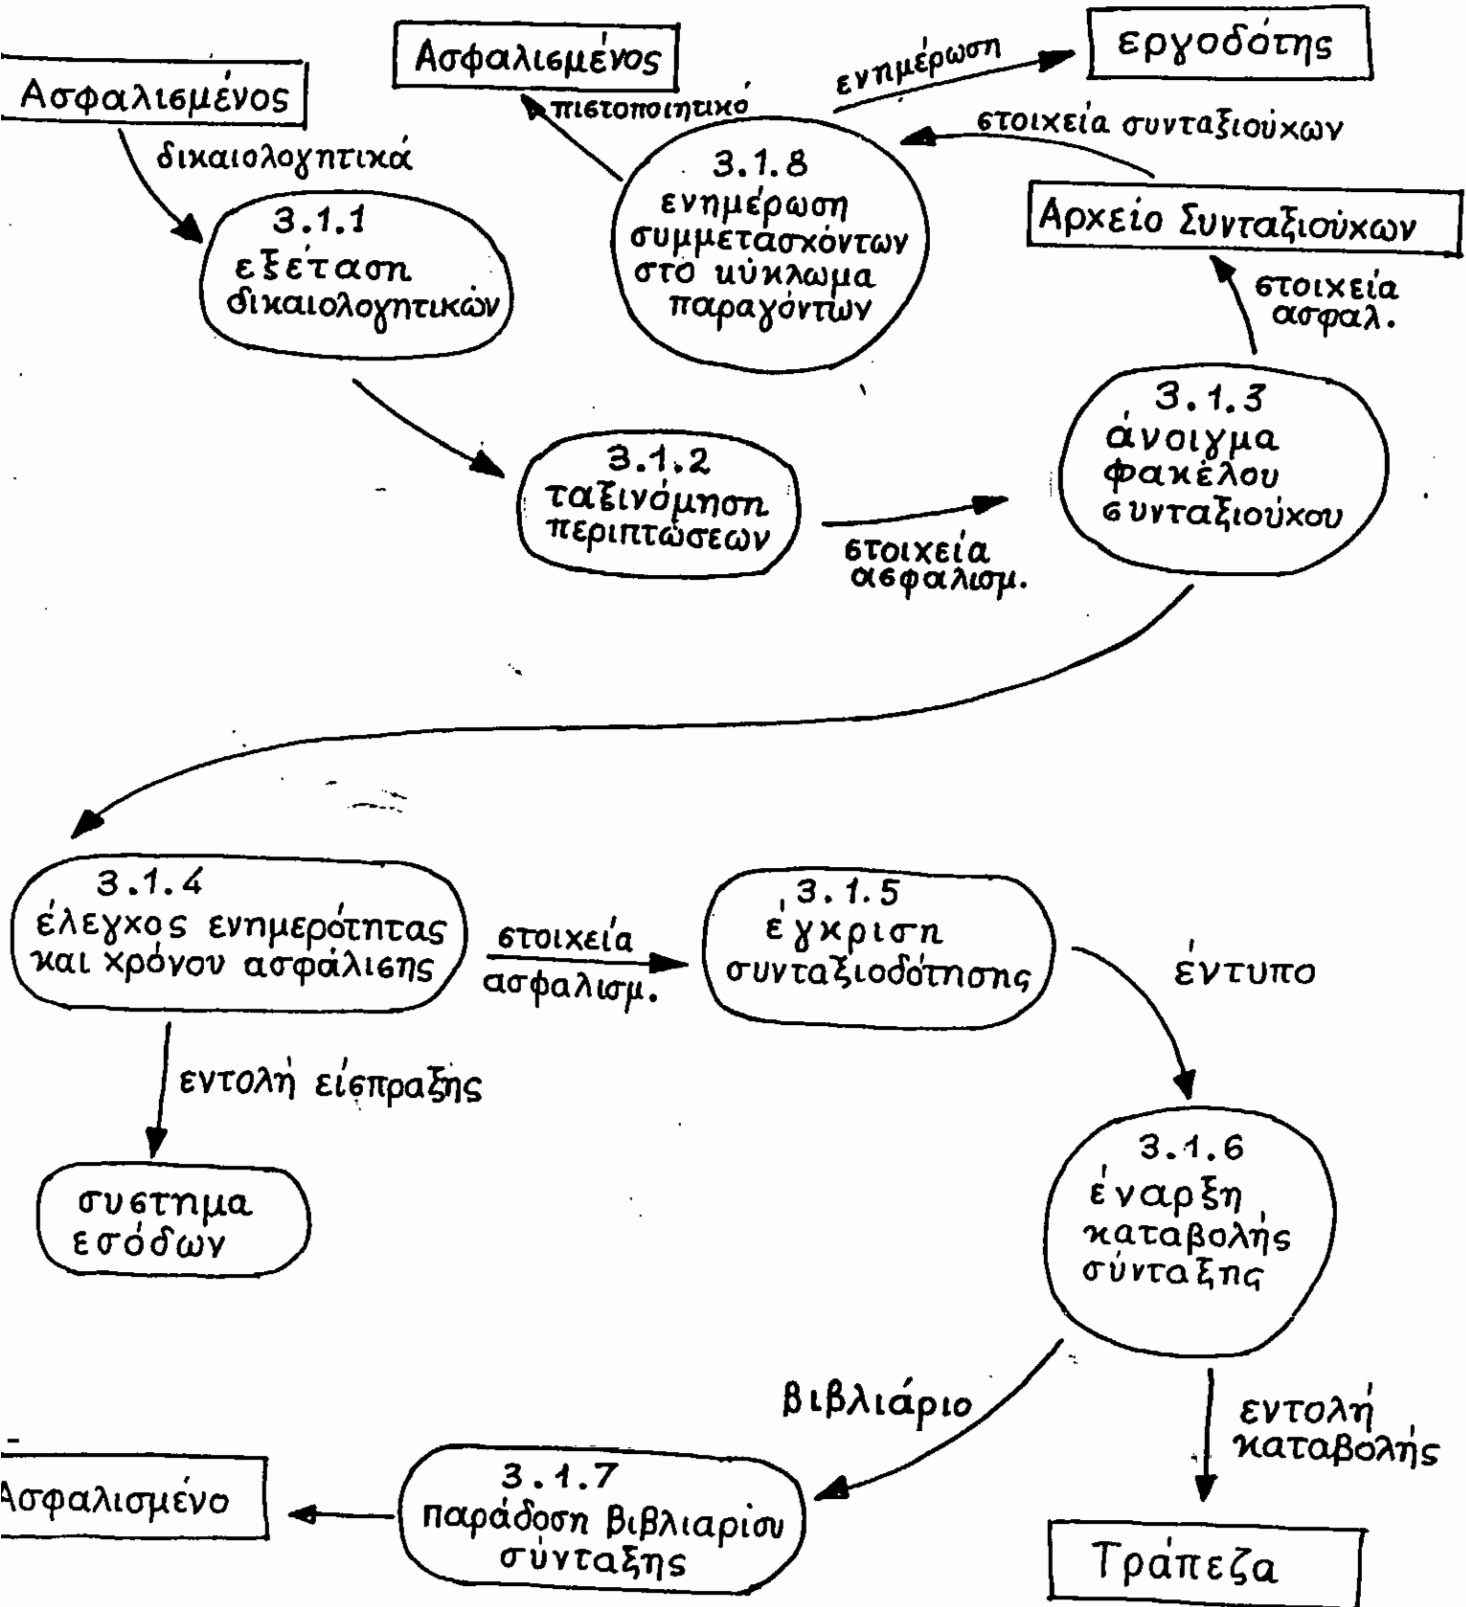 Ασφαλισμένος
δικαιολογητικά
3.1.1
εξέταση
δικαιολογητικών
Ασφαλισμένος
πιστοποιητικό
ενημέρωση
εργοδότης
3.1.8
ενημέρωση
συμμετασχόντων
στο κύκλωμα
παραγόντων
στοιχεία συνταξιούχων
Αρχείο Συνταξιούχων
στοιχεία
ασφαλ.
3.1.2
ταξινόμηση
περιπτώσεων
στοιχεία
ασφαλισμ.
3.1.3
άνοιγμα
φακέλου
συνταξιούχου
3.1.4
έλεγχος ενημερότητας
και χρόνου ασφάλισης
στοιχεία
ασφαλισμ.
3.1.5
έγκριση
συνταξιοδότησης
έντυπο
εντολή είσπραξης
συστημα
εσόδων
3.1.6
έναρξη
καταβολής
σύνταξης
βιβλιάριο
εντολή
καταβολής
Ασφαλισμένο
3.1.7
παράδοση βιβλιαρίου
σύνταξης
Τράπεζα